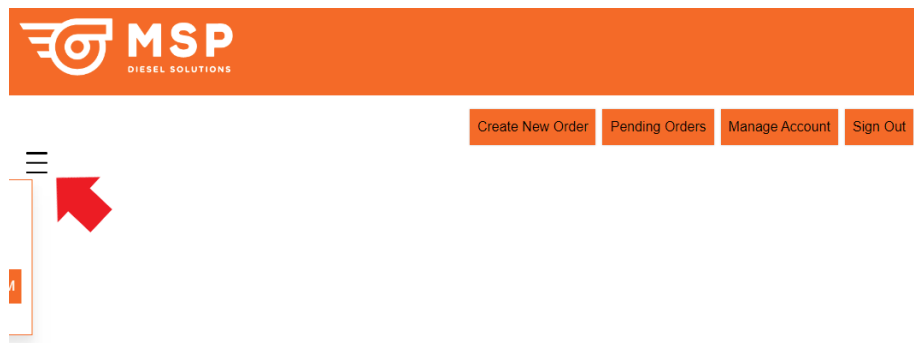 MSP
DIESEL SOLUTIONS
Create New Order Pending Orders Manage Account Sign Out